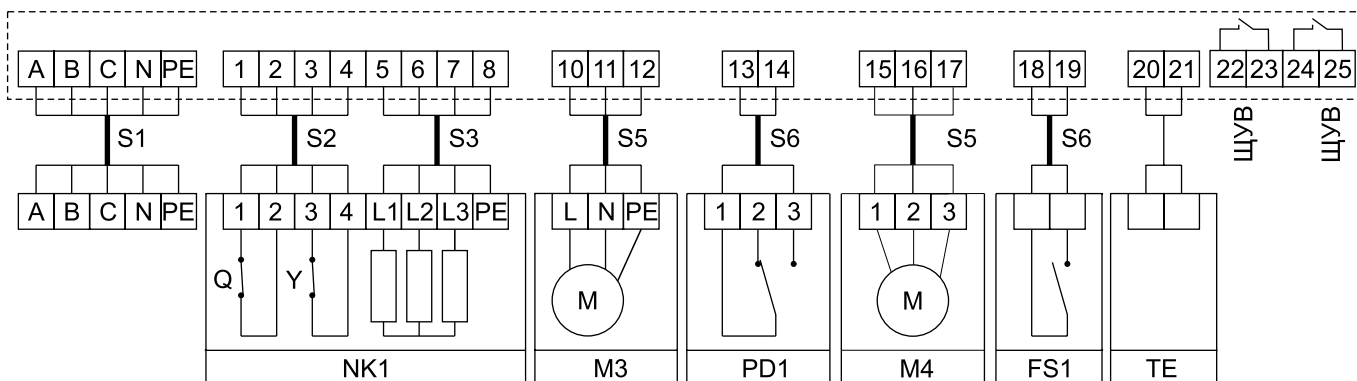 A B C N PE 1 2 3 4 5 6 7 8 10 11 12 13 14 15 16 17 18 19 20 21 22 23 24 25
S1 S2 S3 S5 S6 S5 S6 ЩУВ ЩУВ
A B C N PE 1 2 3 4 L1 L2 L3 PE L N PE 1 2 3 1 2 3
Q Y M M
NK1 M3 PD1 M4 FS1 TE